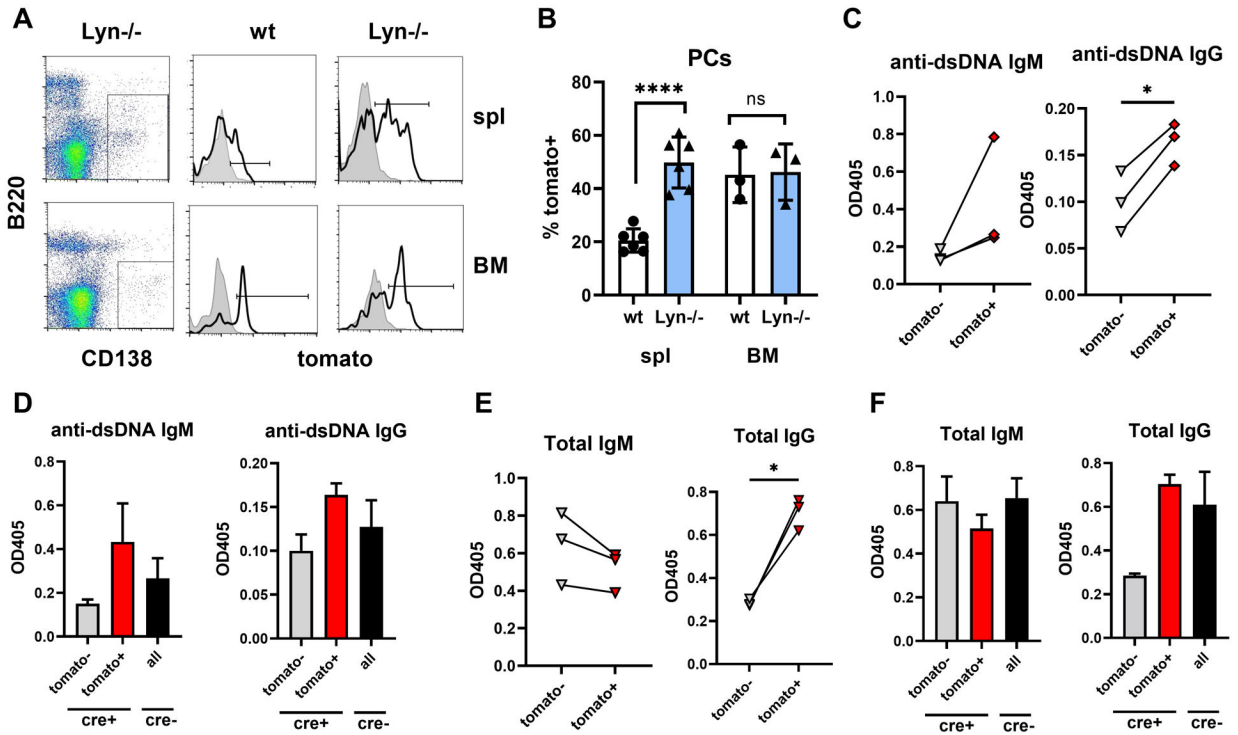 A
Lyn-/-
wt
Lyn-/-
spl
BM
B220
CD138
tomato
B
PCs
****
ns
% tomato+
80
60
40
20
0
wt Lyn-/- wt Lyn-/-
spl BM
C
anti-dsDNA IgM
OD405
1.0
0.8
0.6
0.4
0.2
0.0
tomato- tomato+
anti-dsDNA IgG
*
OD405
0.20
0.15
0.10
0.05
0.00
tomato- tomato+
D
anti-dsDNA IgM
OD405
0.8
0.6
0.4
0.2
0.0
tomato- tomato+ all
cre+ cre-
anti-dsDNA IgG
0.20
0.15
0.10
0.05
0.00
tomato- tomato+ all
cre+ cre-
E
Total IgM
OD405
1.0
0.8
0.6
0.4
0.2
0.0
tomato- tomato+
Total IgG
*
OD405
0.8
0.6
0.4
0.2
0.0
tomato- tomato+
F
Total IgM
OD405
0.8
0.6
0.4
0.2
0.0
tomato- tomato+ all
cre+ cre-
Total IgG
0.8
0.6
0.4
0.2
0.0
tomato- tomato+ all
cre+ cre-